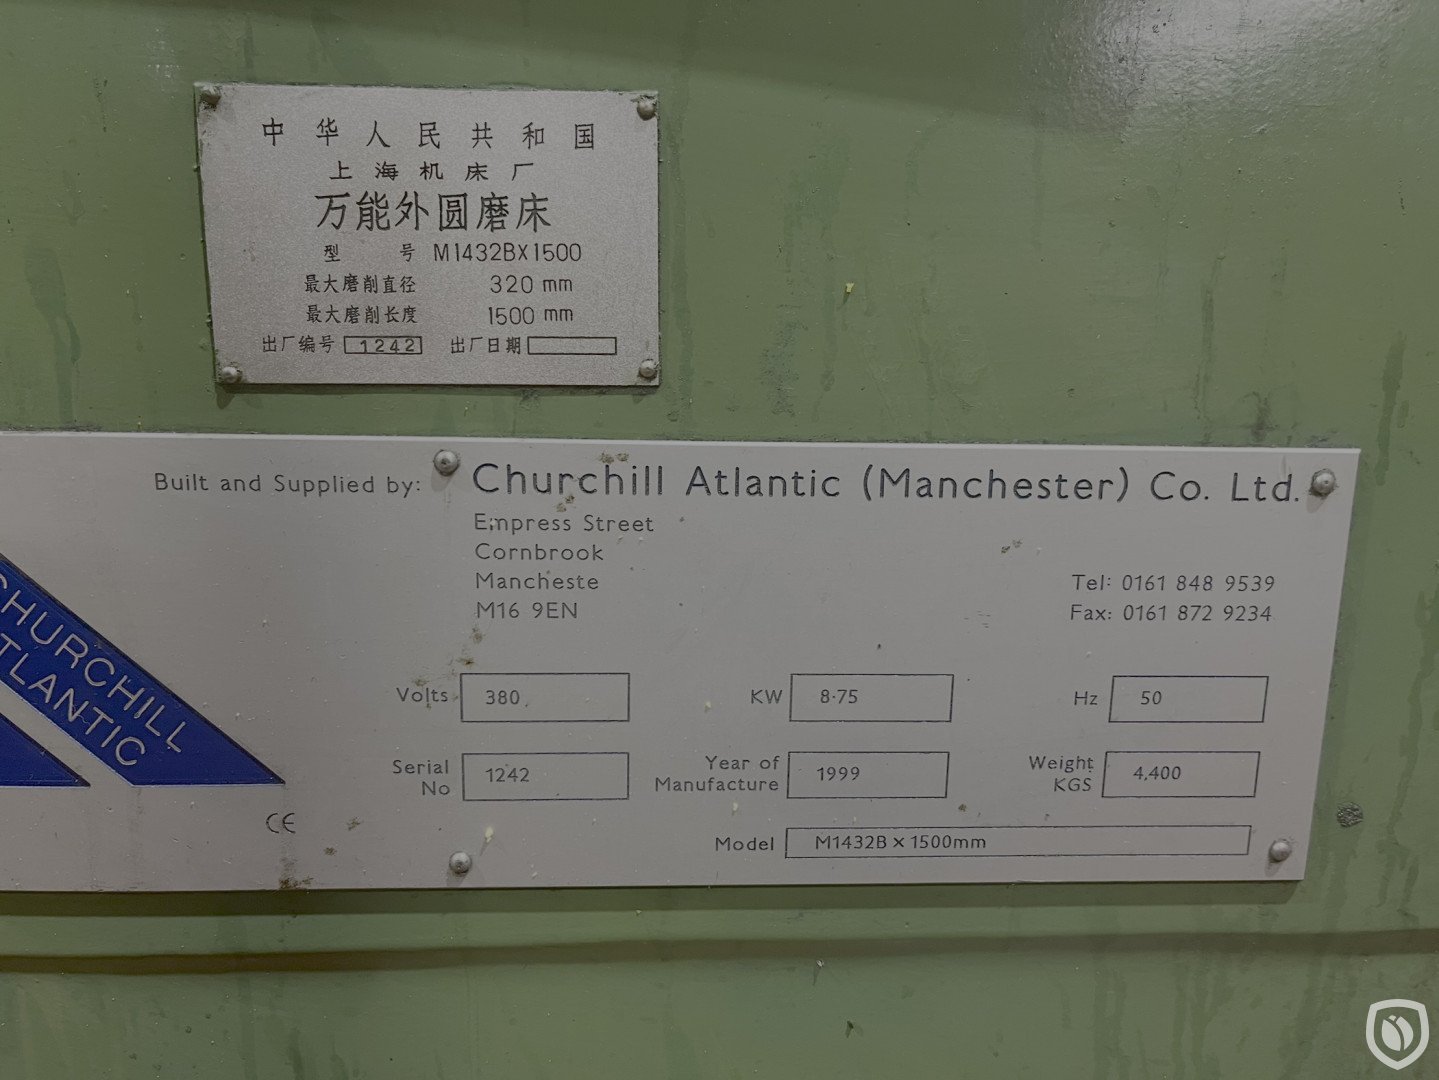 中华人民共和国
上海机床厂
万能外圆磨床
型 号 M1432BX1500
最大磨削直径 320 mm
最大磨削长度 1500 mm
出厂编号 1242 出厂日期
Built and Supplied by: Churchill Atlantic (Manchester) Co. Ltd.
Empress Street
Cornbrook
Mancheste
M16 9EN
Tel: 0161 848 9539
Fax: 0161 872 9234
CHURCHILL
ATLANTIC
Volts 380 KW 8·75 Hz 50
Serial No 1242 Year of Manufacture 1999 Weight KGS 4.400
CE
Model M1432B × 1500mm